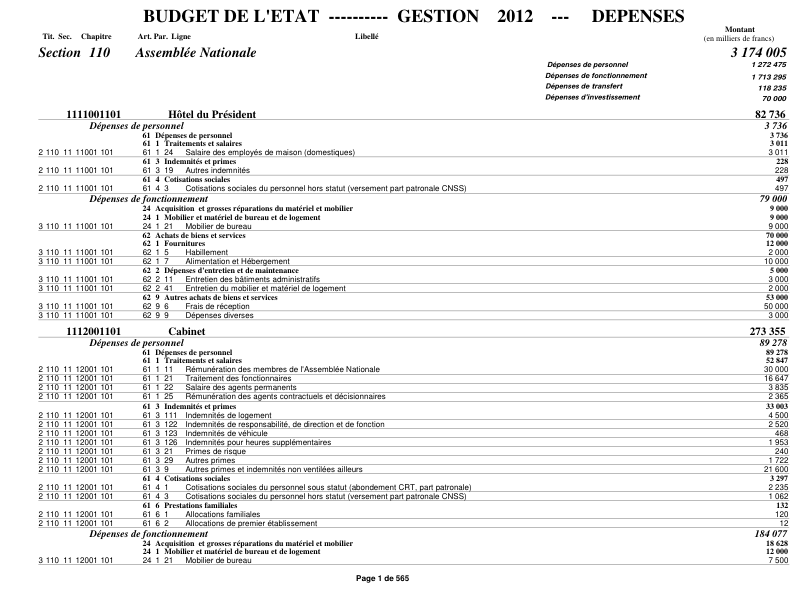 BUDGET DE L'ETAT ---------- GESTION 2012 --- DEPENSES
Tit. Sec. Chapitre Art. Par. Ligne Libellé Montant
(en milliers de francs)
Section 110 Assemblée Nationale 3 174 005
Dépenses de personnel 1 272 475
Dépenses de fonctionnement 1 713 295
Dépenses de transfert 118 235
Dépenses d'investissement 70 000
1111001101 Hôtel du Président 82 736
Dépenses de personnel 3 736
61 Dépenses de personnel 3 736
61 1 Traitements et salaires 3 011
2 110 11 11001 101 61 1 24 Salaire des employés de maison (domestiques) 3 011
61 3 Indemnités et primes 228
2 110 11 11001 101 61 3 19 Autres indemnités 228
61 4 Cotisations sociales 497
2 110 11 11001 101 61 4 3 Cotisations sociales du personnel hors statut (versement part patronale CNSS) 497
Dépenses de fonctionnement 79 000
24 Acquisition et grosses réparations du matériel et mobilier 9 000
24 1 Mobilier et matériel de bureau et de logement 9 000
3 110 11 11001 101 24 1 21 Mobilier de bureau 9 000
62 Achats de biens et services 70 000
62 1 Fournitures 12 000
3 110 11 11001 101 62 1 5 Habillement 2 000
3 110 11 11001 101 62 1 7 Alimentation et Hébergement 10 000
62 2 Dépenses d'entretien et de maintenance 5 000
3 110 11 11001 101 62 2 11 Entretien des bâtiments administratifs 3 000
3 110 11 11001 101 62 2 41 Entretien du mobilier et matériel de logement 2 000
62 9 Autres achats de biens et services 53 000
3 110 11 11001 101 62 9 6 Frais de réception 50 000
3 110 11 11001 101 62 9 9 Dépenses diverses 3 000
1112001101 Cabinet 273 355
Dépenses de personnel 89 278
61 Dépenses de personnel 89 278
61 1 Traitements et salaires 52 847
2 110 11 12001 101 61 1 11 Rémunération des membres de l'Assemblée Nationale 30 000
2 110 11 12001 101 61 1 21 Traitement des fonctionnaires 16 647
2 110 11 12001 101 61 1 22 Salaire des agents permanents 3 835
2 110 11 12001 101 61 1 25 Rémunération des agents contractuels et décisionnaires 2 365
61 3 Indemnités et primes 33 003
2 110 11 12001 101 61 3 111 Indemnités de logement 4 500
2 110 11 12001 101 61 3 122 Indemnités de responsabilité, de direction et de fonction 2 520
2 110 11 12001 101 61 3 123 Indemnités de véhicule 468
2 110 11 12001 101 61 3 126 Indemnités pour heures supplémentaires 1 953
2 110 11 12001 101 61 3 21 Primes de risque 240
2 110 11 12001 101 61 3 29 Autres primes 1 722
2 110 11 12001 101 61 3 9 Autres primes et indemnités non ventilées ailleurs 21 600
61 4 Cotisations sociales 3 297
2 110 11 12001 101 61 4 1 Cotisations sociales du personnel sous statut (abondement CRT, part patronale) 2 235
2 110 11 12001 101 61 4 3 Cotisations sociales du personnel hors statut (versement part patronale CNSS) 1 062
61 6 Prestations familiales 132
2 110 11 12001 101 61 6 1 Allocations familiales 120
2 110 11 12001 101 61 6 2 Allocations de premier établissement 12
Dépenses de fonctionnement 184 077
24 Acquisition et grosses réparations du matériel et mobilier 18 628
24 1 Mobilier et matériel de bureau et de logement 12 000
3 110 11 12001 101 24 1 21 Mobilier de bureau 7 500
Page 1 de 565